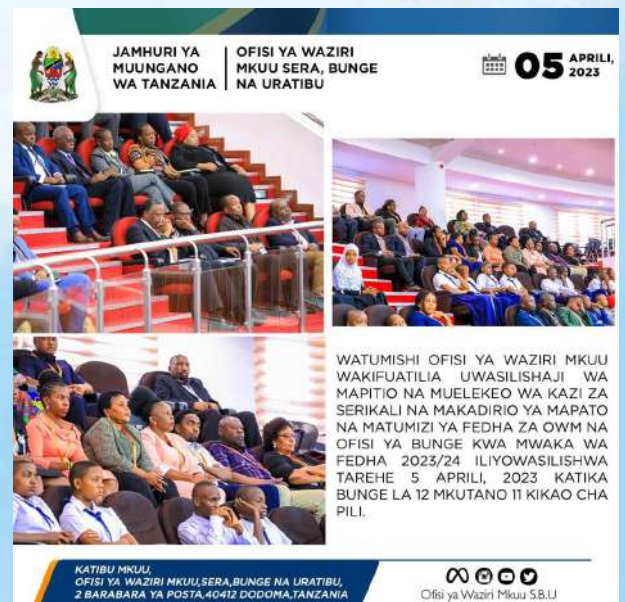 JAMHURI YA
MUUNGANO
WA TANZANIA
OFISI YA WAZIRI
MKUU SERA, BUNGE
NA URATIBU
05 APRILI,
2023
WATUMISHI OFISI YA WAZIRI MKUU
WAKIFUATILIA UWASILISHAJI WA
MAPITIO NA MUELEKEO WA KAZI ZA
SERIKALI NA MAKADIRIO YA MAPATO
NA MATUMIZI YA FEDHA ZA OWM NA
OFISI YA BUNGE KWA MWAKA WA
FEDHA 2023/24 ILIYOWASILISHWA
TAREHE 5 APRILI, 2023 KATIKA
BUNGE LA 12 MKUTANO 11 KIKAO CHA
PILI.
KATIBU MKUU,
OFISI YA WAZIRI MKUU,SERA,BUNGE NA URATIBU,
2 BARABARA YA POSTA,40412 DODOMA,TANZANIA
Ofisi ya Waziri Mkuu S.B.U